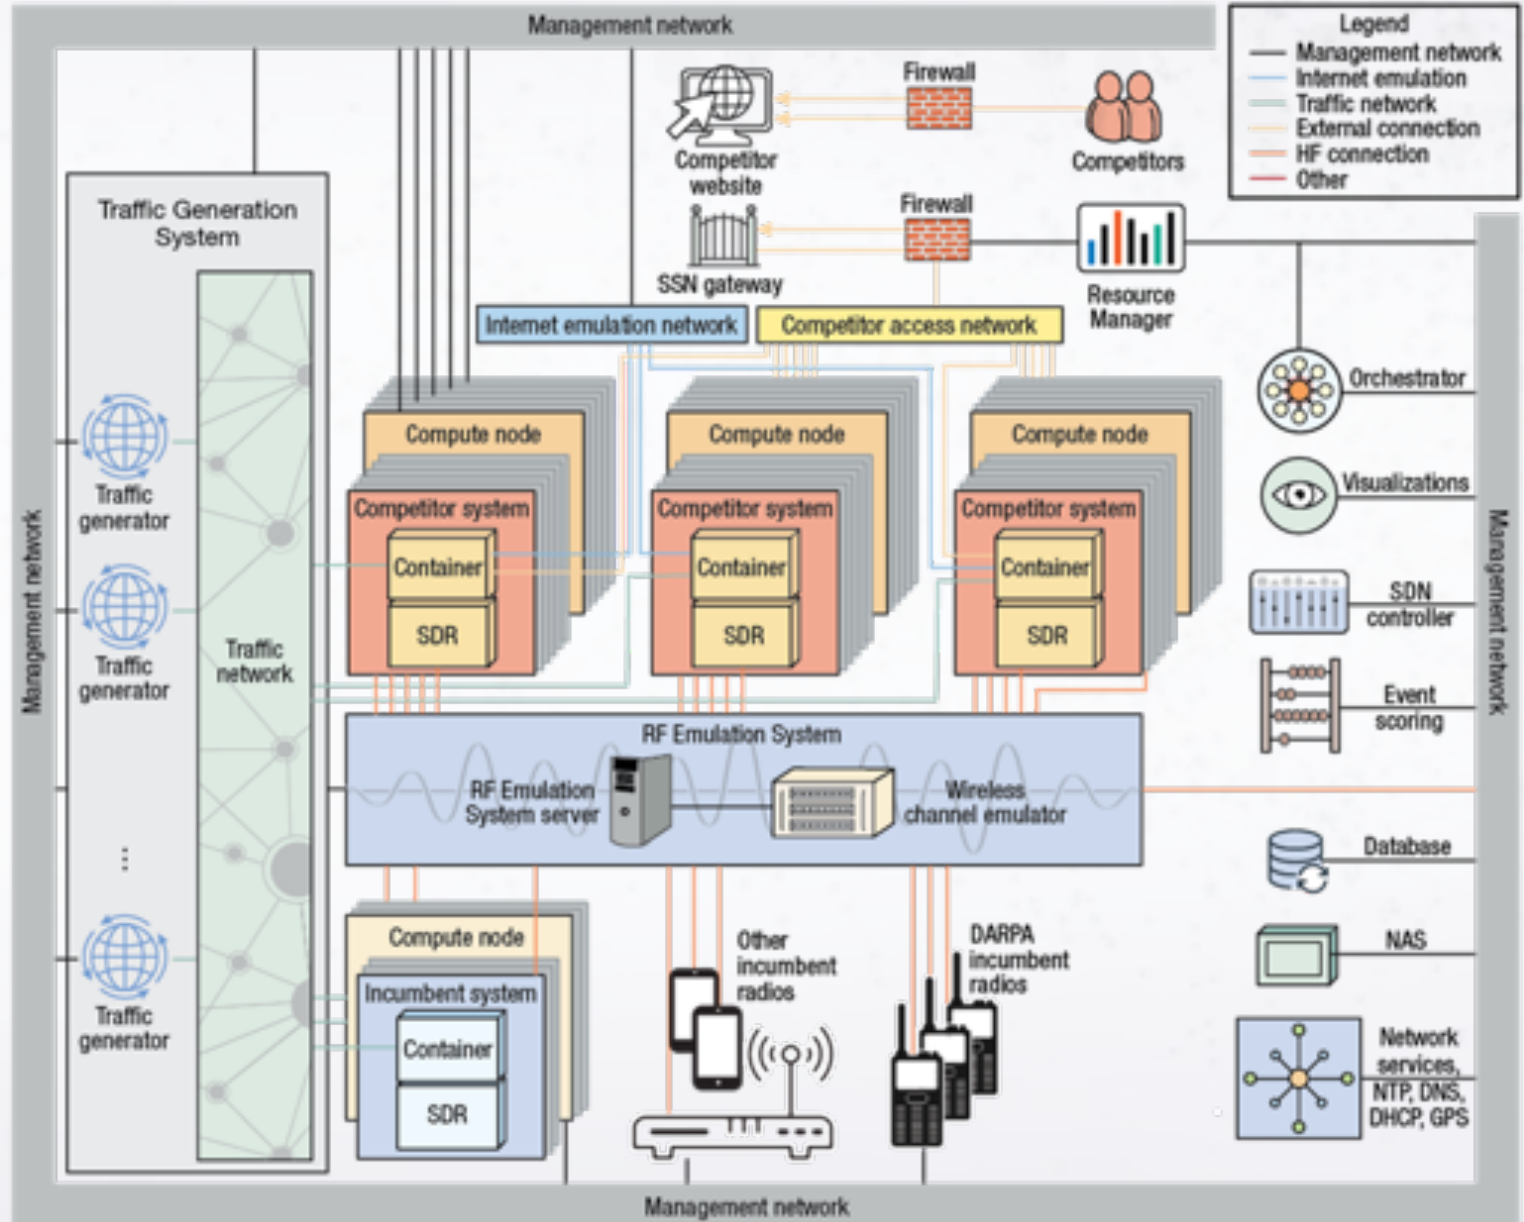 Management network
Legend
Management network
Internet emulation
Traffic network
External connection
HF connection
Other
Firewall
Competitor
website
Competitors
Traffic Generation
System
Firewall
SSN gateway
Resource
Manager
Internet emulation network
Competitor access network
Orchestrator
Compute node
Compute node
Compute node
Visualizations
Traffic
generator
Competitor system
Competitor system
Competitor system
Container
Container
Container
SDR
SDR
SDR
SDN
controller
Management network
Management network
Traffic
generator
Traffic
network
Event
scoring
RF Emulation System
RF Emulation
System server
Wireless
channel emulator
Database
...
Compute node
Other
incumbent
radios
DARPA
incumbent
radios
NAS
Incumbent system
Traffic
generator
Container
SDR
Network
services,
NTP, DNS,
DHCP, GPS
Management network